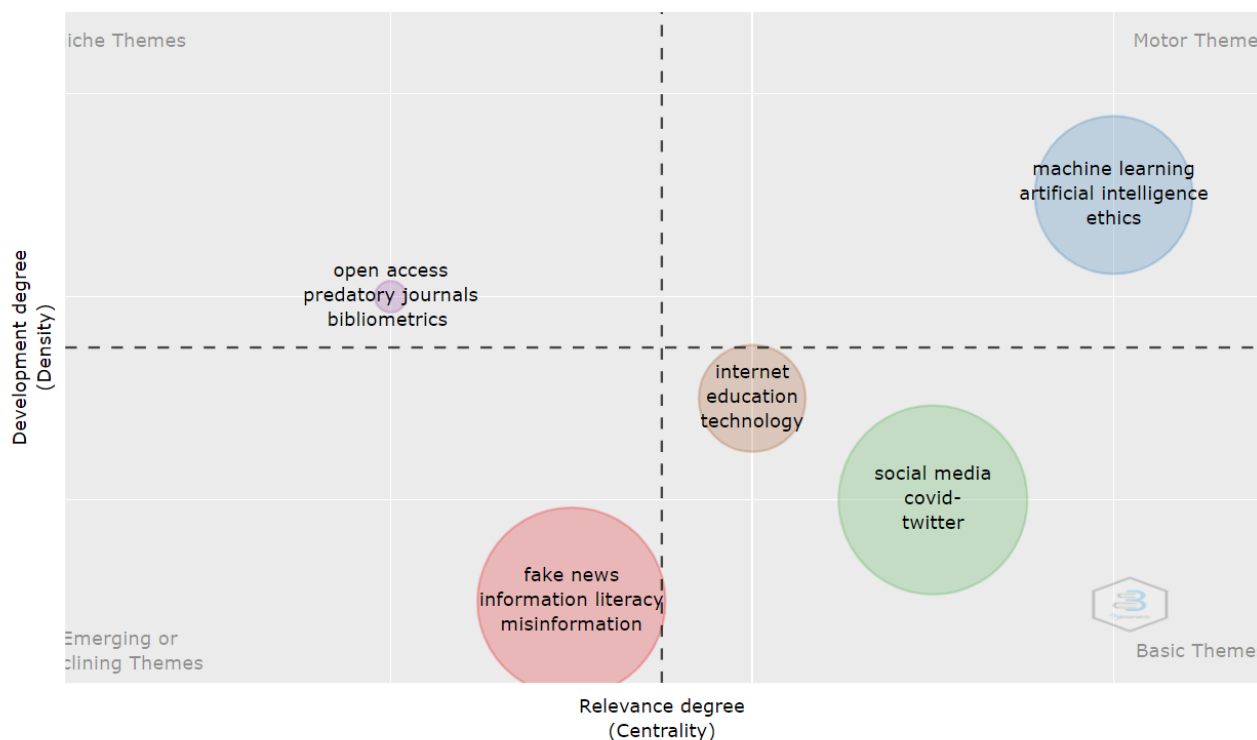 iche Themes
Motor Theme
machine learning
artificial intelligence
ethics
open access
predatory journals
bibliometrics
Development degree
(Density)
internet
education
technology
social media
covid-
twitter
fake news
information literacy
misinformation
Emerging or
clining Themes
Basic Theme
Relevance degree
(Centrality)